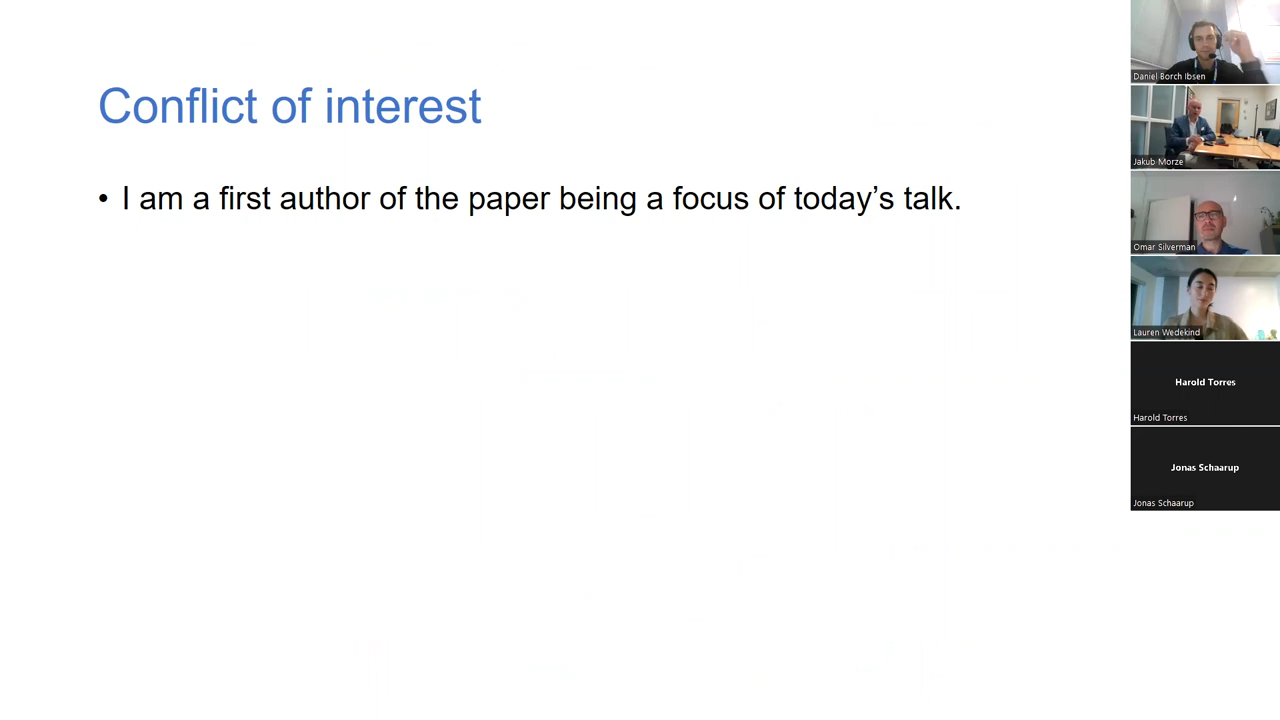 Conflict of interest
• I am a first author of the paper being a focus of today’s talk.
Daniel Borch Ibsen
Jakub Morze
Omar Silverman
Lauren Wedekind
Harold Torres
Harold Torres
Jonas Schaarup
Jonas Schaarup